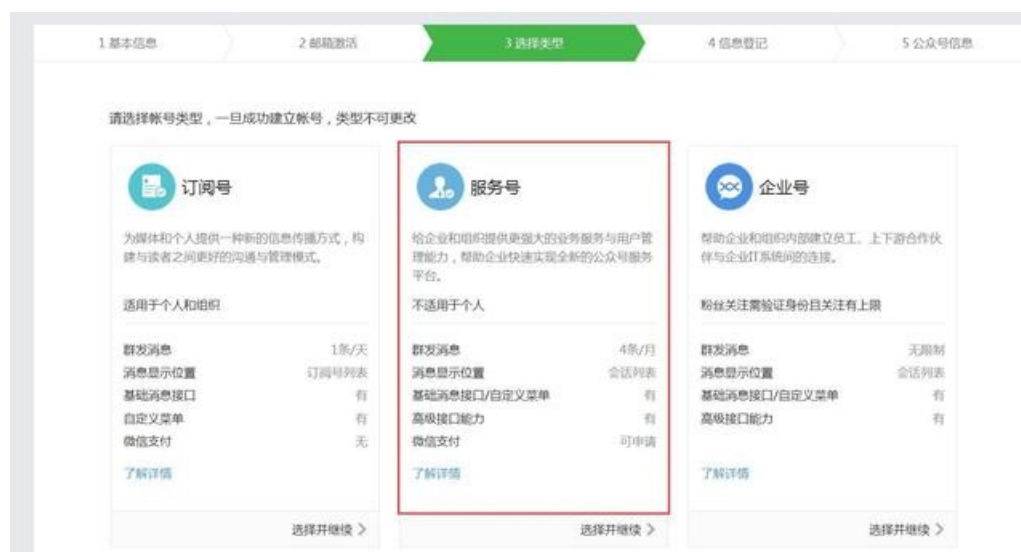 1 基本信息 2 邮箱激活 3 选择类型 4 信息登记 5 公众号信息
请选择帐号类型，一旦成功建立帐号，类型不可更改
订阅号
为媒体和个人提供一种新的信息传播方式，构
建与读者之间更好的沟通与管理模式。
适用于个人和组织
群发消息 1条/天
消息显示位置 订阅号列表
基础消息接口 有
自定义菜单 有
微信支付 无
了解详情
选择并继续 >
服务号
给企业和组织提供更强大的业务服务与用户管
理能力，帮助企业快速实现全新的公众号服务
平台。
不适用于个人
群发消息 4条/月
消息显示位置 会话列表
基础消息接口/自定义菜单 有
高级接口能力 有
微信支付 可申请
了解详情
选择并继续 >
企业号
帮助企业和组织内部建立员工、上下游合作伙
伴与企业IT系统间的连接。
粉丝关注需验证身份且关注有上限
群发消息 无限制
消息显示位置 会话列表
基础消息接口/自定义菜单 有
高级接口能力 有
了解详情
选择并继续 >